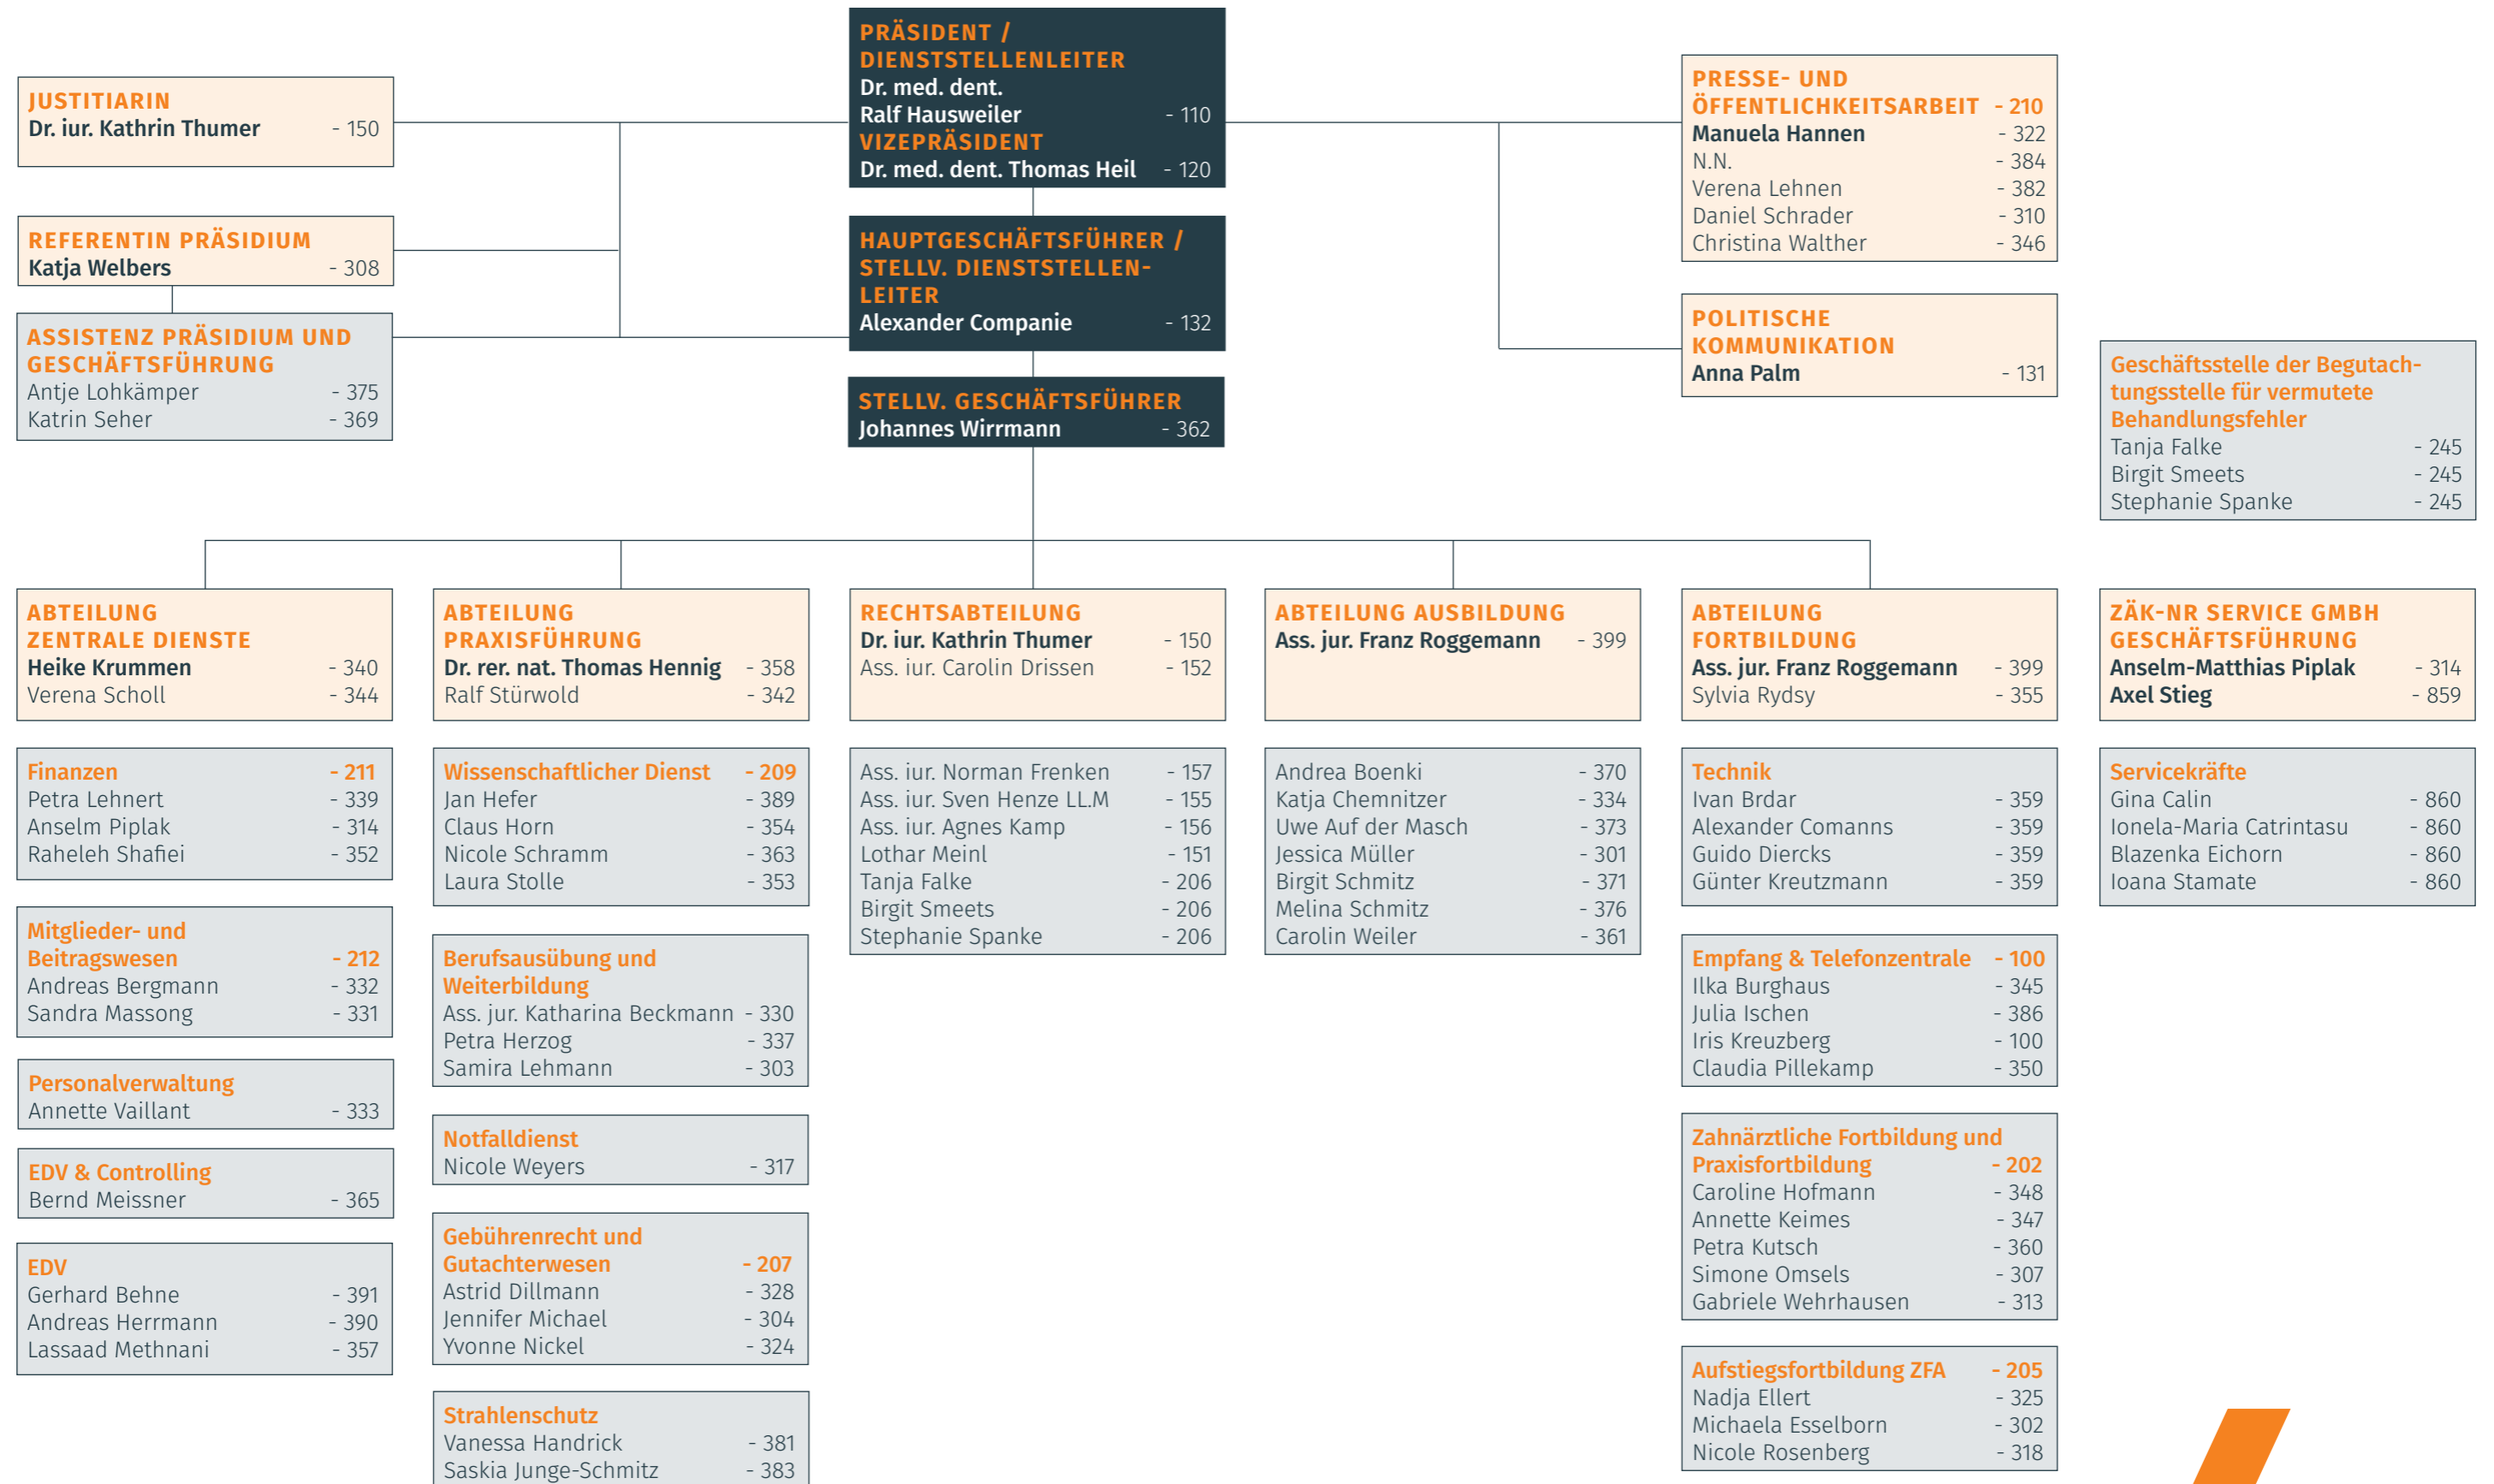 PRÄSIDENT /
DIENSTSTELLENLEITER
Dr. med. dent.
Ralf Hausweiler - 110
VIZEPRÄSIDENT
Dr. med. dent. Thomas Heil - 120
JUSTITIARIN
Dr. iur. Kathrin Thumer - 150
REFERENTIN PRÄSIDIUM
Katja Welbers - 308
ASSISTENZ PRÄSIDIUM UND
GESCHÄFTSFÜHRUNG
Antje Lohkämper - 375
Katrin Seher - 369
HAUPTGESCHÄFTSFÜHRER /
STELLV. DIENSTSTELLEN-
LEITER
Alexander Companie - 132
STELLV. GESCHÄFTSFÜHRER
Johannes Wirrmann - 362
PRESSE- UND
ÖFFENTLICHKEITSARBEIT - 210
Manuela Hannen - 322
N.N. - 384
Verena Lehnen - 382
Daniel Schrader - 310
Christina Walther - 346
POLITISCHE
KOMMUNIKATION
Anna Palm - 131
Geschäftsstelle der Begutach-
tungsstelle für vermutete
Behandlungsfehler
Tanja Falke - 245
Birgit Smeets - 245
Stephanie Spanke - 245
ABTEILUNG
ZENTRALE DIENSTE
Heike Krummen - 340
Verena Scholl - 344
Finanzen - 211
Petra Lehnert - 339
Anselm Piplak - 314
Raheleh Shafiei - 352
Mitglieder- und
Beitragswesen - 212
Andreas Bergmann - 332
Sandra Massong - 331
Personalverwaltung
Annette Vaillant - 333
EDV & Controlling
Bernd Meissner - 365
EDV
Gerhard Behne - 391
Andreas Herrmann - 390
Lassaad Methnani - 357
ABTEILUNG
PRAXISFÜHRUNG
Dr. rer. nat. Thomas Hennig - 358
Ralf Stürwold - 342
Wissenschaftlicher Dienst - 209
Jan Hefer - 389
Claus Horn - 354
Nicole Schramm - 363
Laura Stolle - 353
Berufsausübung und
Weiterbildung
Ass. jur. Katharina Beckmann - 330
Petra Herzog - 337
Samira Lehmann - 303
Notfalldienst
Nicole Weyers - 317
Gebührenrecht und
Gutachterwesen - 207
Astrid Dillmann - 328
Jennifer Michael - 304
Yvonne Nickel - 324
Strahlenschutz
Vanessa Handrick - 381
Saskia Junge-Schmitz - 383
RECHTSABTEILUNG
Dr. iur. Kathrin Thumer - 150
Ass. iur. Carolin Drissen - 152
Ass. iur. Norman Frenken - 157
Ass. iur. Sven Henze LL.M - 155
Ass. iur. Agnes Kamp - 156
Lothar Meinl - 151
Tanja Falke - 206
Birgit Smeets - 206
Stephanie Spanke - 206
ABTEILUNG AUSBILDUNG
Ass. jur. Franz Roggemann - 399
Andrea Boenki - 370
Katja Chemnitzer - 334
Uwe Auf der Masch - 373
Jessica Müller - 301
Birgit Schmitz - 371
Melina Schmitz - 376
Carolin Weiler - 361
ABTEILUNG
FORTBILDUNG
Ass. jur. Franz Roggemann - 399
Sylvia Rydsy - 355
Technik
Ivan Brdar - 359
Alexander Comanns - 359
Guido Diercks - 359
Günter Kreutzmann - 359
Empfang & Telefonzentrale - 100
Ilka Burghaus - 345
Julia Ischen - 386
Iris Kreuzberg - 100
Claudia Pillekamp - 350
Zahnärztliche Fortbildung und
Praxisfortbildung - 202
Caroline Hofmann - 348
Annette Keimes - 347
Petra Kutsch - 360
Simone Omsels - 307
Gabriele Wehrhausen - 313
Aufstiegsfortbildung ZFA - 205
Nadja Ellert - 325
Michaela Esselborn - 302
Nicole Rosenberg - 318
ZÄK-NR SERVICE GMBH
GESCHÄFTSFÜHRUNG
Anselm-Matthias Piplak - 314
Axel Stieg - 859
Servicekräfte
Gina Calin - 860
Ionela-Maria Catrintasu - 860
Blazenka Eichorn - 860
Ioana Stamate - 860